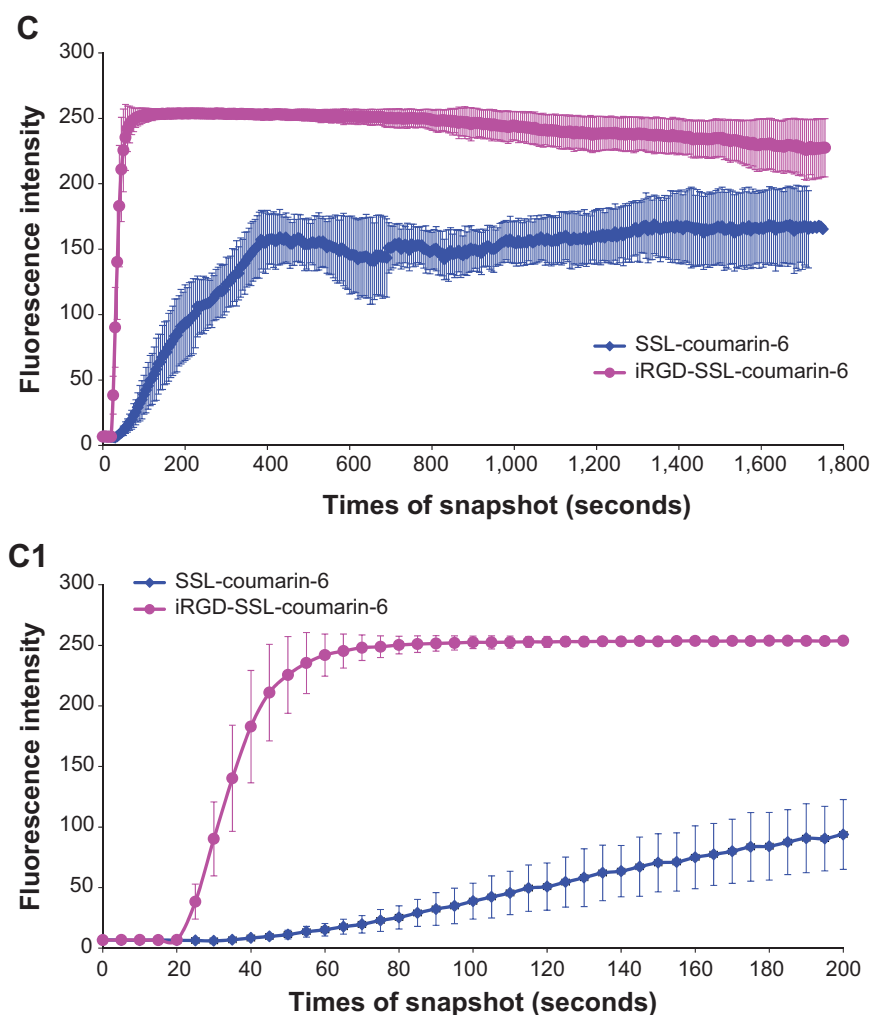 C
300
250
200
150
100
50
0
Fluorescence intensity
SSL-coumarin-6
iRGD-SSL-coumarin-6
0 200 400 600 800 1,000 1,200 1,400 1,600 1,800
Times of snapshot (seconds)
C1
SSL-coumarin-6
iRGD-SSL-coumarin-6
300
250
200
150
100
50
0
Fluorescence intensity
0 20 40 60 80 100 120 140 160 180 200
Times of snapshot (seconds)